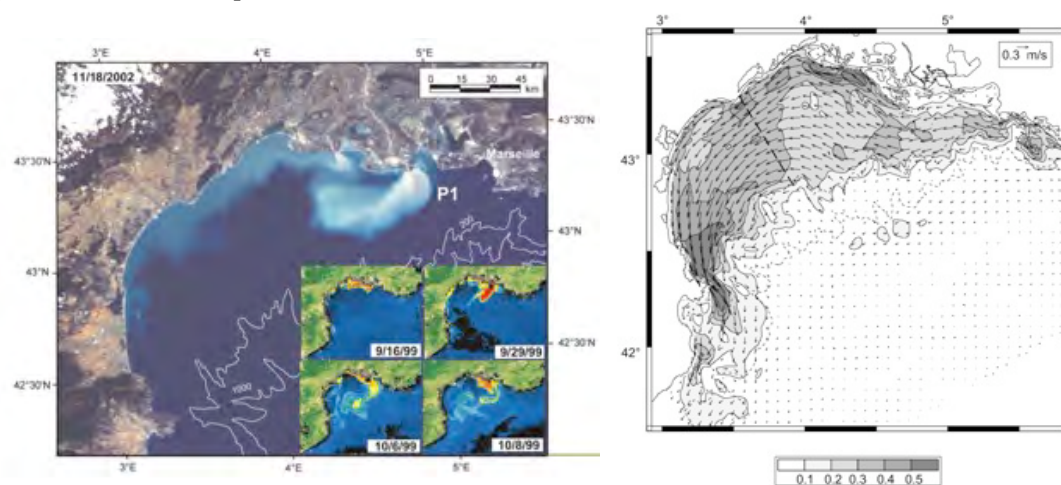 3°E
4°E
5°E
11/18/2002
0 15 30 45
km
43°30'N
43°30'N
Marseille
P1
200
43°N
43°N
1000
42°30'N
42°30'N
9/16/99
9/29/99
10/6/99
10/8/99
3°E
4°E
5°E
3°
4°
5°
0.3 m/s
43°
42°
0.1 0.2 0.3 0.4 0.5